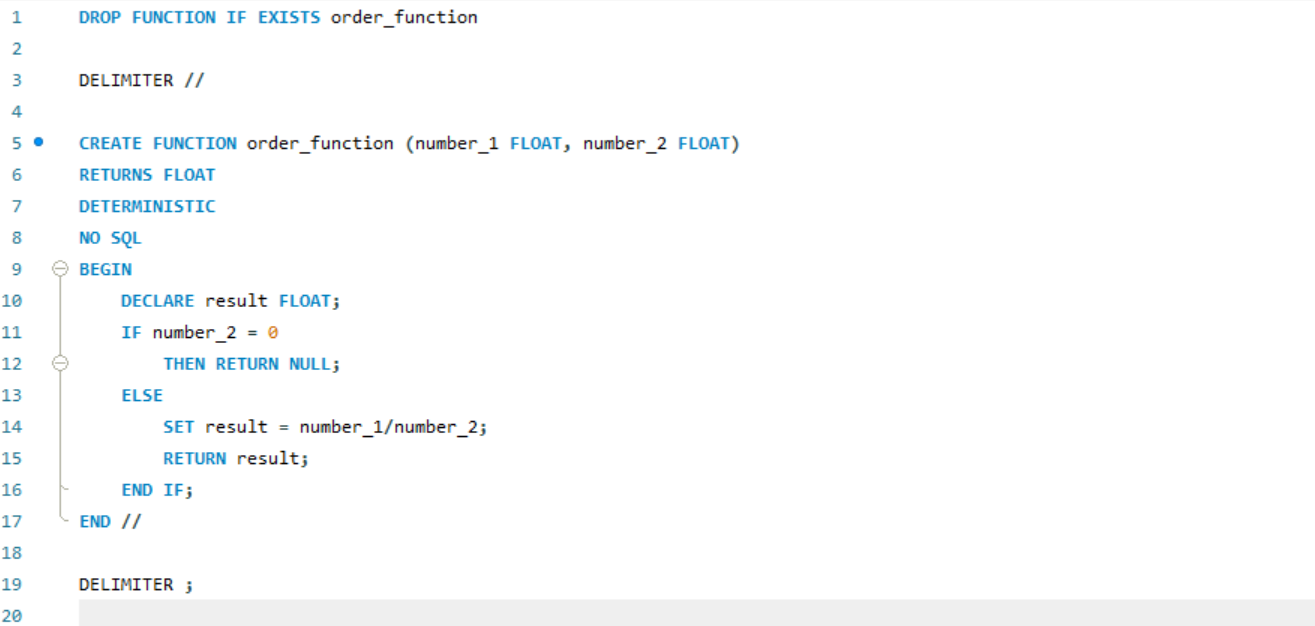 1 DROP FUNCTION IF EXISTS order_function
2
3 DELIMITER //
4
5 CREATE FUNCTION order_function (number_1 FLOAT, number_2 FLOAT)
6 RETURNS FLOAT
7 DETERMINISTIC
8 NO SQL
9 BEGIN
10 DECLARE result FLOAT;
11 IF number_2 = 0
12 THEN RETURN NULL;
13 ELSE
14 SET result = number_1/number_2;
15 RETURN result;
16 END IF;
17 END //
18
19 DELIMITER ;
20